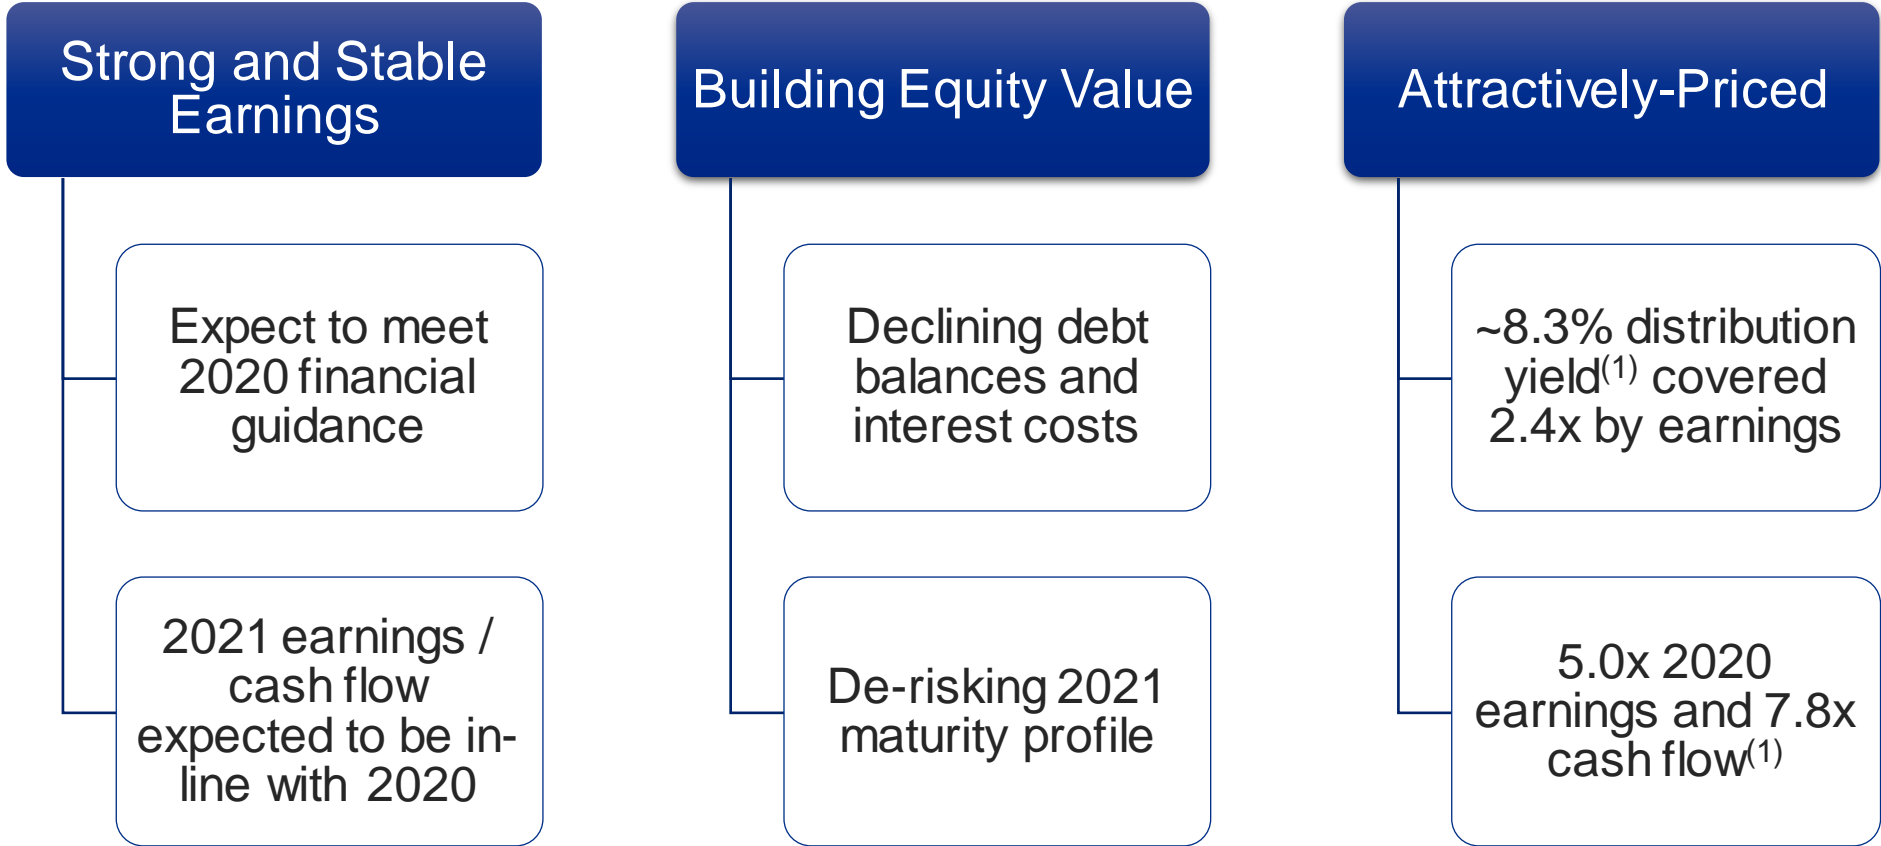 Strong and Stable
Earnings
Expect to meet
2020 financial
guidance
2021 earnings /
cash flow
expected to be in-
line with 2020
Building Equity Value
Declining debt
balances and
interest costs
De-risking 2021
maturity profile
Attractively-Priced
~8.3% distribution
yield(1) covered
2.4x by earnings
5.0x 2020
earnings and 7.8x
cash flow(1)